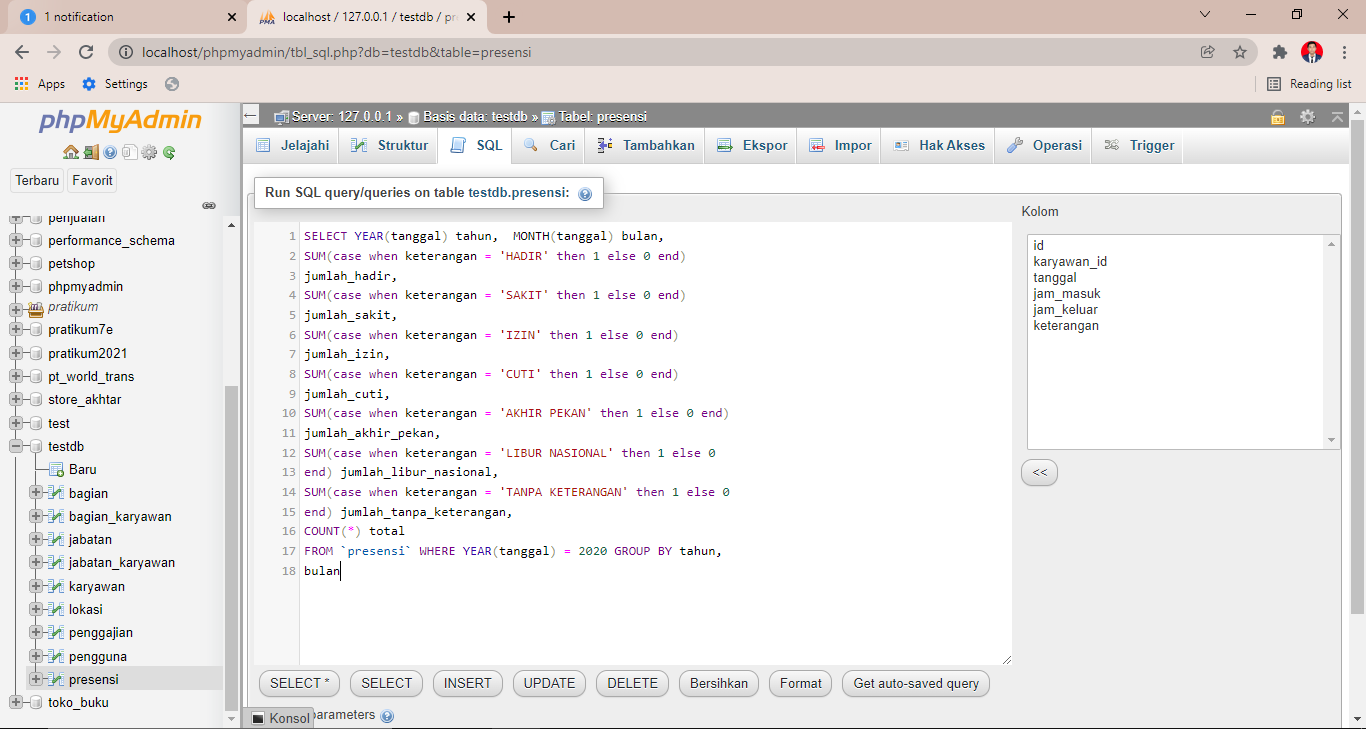 1 notification
localhost / 127.0.0.1 / testdb / pr
localhost/phpmyadmin/tbl_sql.php?db=testdb&table=presensi
Apps
Settings
Reading list
phpMyAdmin
Terbaru
Favorit
penjualan
performance_schema
petshop
phpmyadmin
pratikum
pratikum7e
pratikum2021
pt_world_trans
store_akhtar
test
testdb
Baru
bagian
bagian_karyawan
jabatan
jabatan_karyawan
karyawan
lokasi
penggajian
pengguna
presensi
toko_buku
Server: 127.0.0.1 » Basis data: testdb » Tabel: presensi
Jelajahi Struktur SQL Cari Tambahkan Ekspor Impor Hak Akses Operasi Trigger
Run SQL query/queries on table testdb.presensi:
1 SELECT YEAR(tanggal) tahun,  MONTH(tanggal) bulan,
2 SUM(case when keterangan = 'HADIR' then 1 else 0 end)
3 jumlah_hadir,
4 SUM(case when keterangan = 'SAKIT' then 1 else 0 end)
5 jumlah_sakit,
6 SUM(case when keterangan = 'IZIN' then 1 else 0 end)
7 jumlah_izin,
8 SUM(case when keterangan = 'CUTI' then 1 else 0 end)
9 jumlah_cuti,
10 SUM(case when keterangan = 'AKHIR PEKAN' then 1 else 0 end)
11 jumlah_akhir_pekan,
12 SUM(case when keterangan = 'LIBUR NASIONAL' then 1 else 0
13 end) jumlah_libur_nasional,
14 SUM(case when keterangan = 'TANPA KETERANGAN' then 1 else 0
15 end) jumlah_tanpa_keterangan,
16 COUNT(*) total
17 FROM `presensi` WHERE YEAR(tanggal) = 2020 GROUP BY tahun,
18 bulan
Kolom
id
karyawan_id
tanggal
jam_masuk
jam_keluar
keterangan
<<
SELECT * SELECT INSERT UPDATE DELETE Bersihkan Format Get auto-saved query
Konsol
parameters